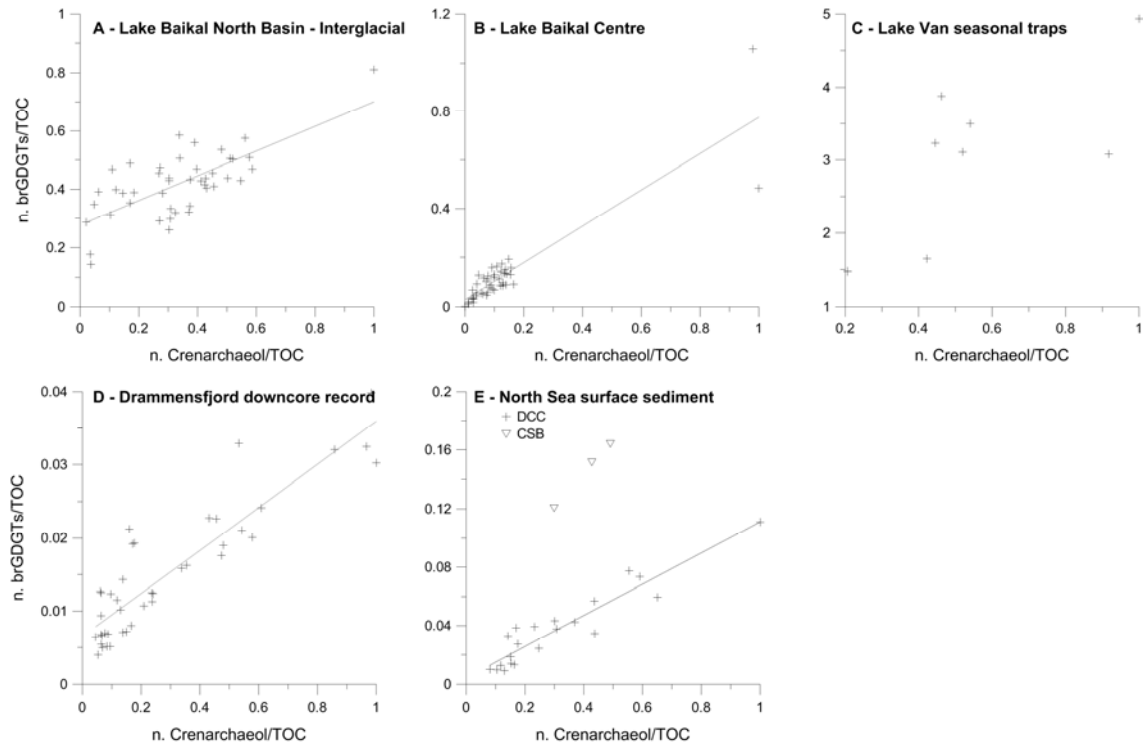 A - Lake Baikal North Basin - Interglacial
1
0.8
0.6
0.4
0.2
0
n. brGDGTs/TOC
0 0.2 0.4 0.6 0.8 1
n. Crenarchaeol/TOC
B - Lake Baikal Centre
1.2
0.8
0.4
0
0 0.2 0.4 0.6 0.8 1
n. Crenarchaeol/TOC
C - Lake Van seasonal traps
5
4
3
2
1
0.2 0.4 0.6 0.8 1
n. Crenarchaeol/TOC
D - Drammensfjord downcore record
0.04
0.03
0.02
0.01
0
n. brGDGTs/TOC
0 0.2 0.4 0.6 0.8 1
n. Crenarchaeol/TOC
E - North Sea surface sediment
DCC
CSB
0.2
0.16
0.12
0.08
0.04
0
0 0.2 0.4 0.6 0.8 1
n. Crenarchaeol/TOC